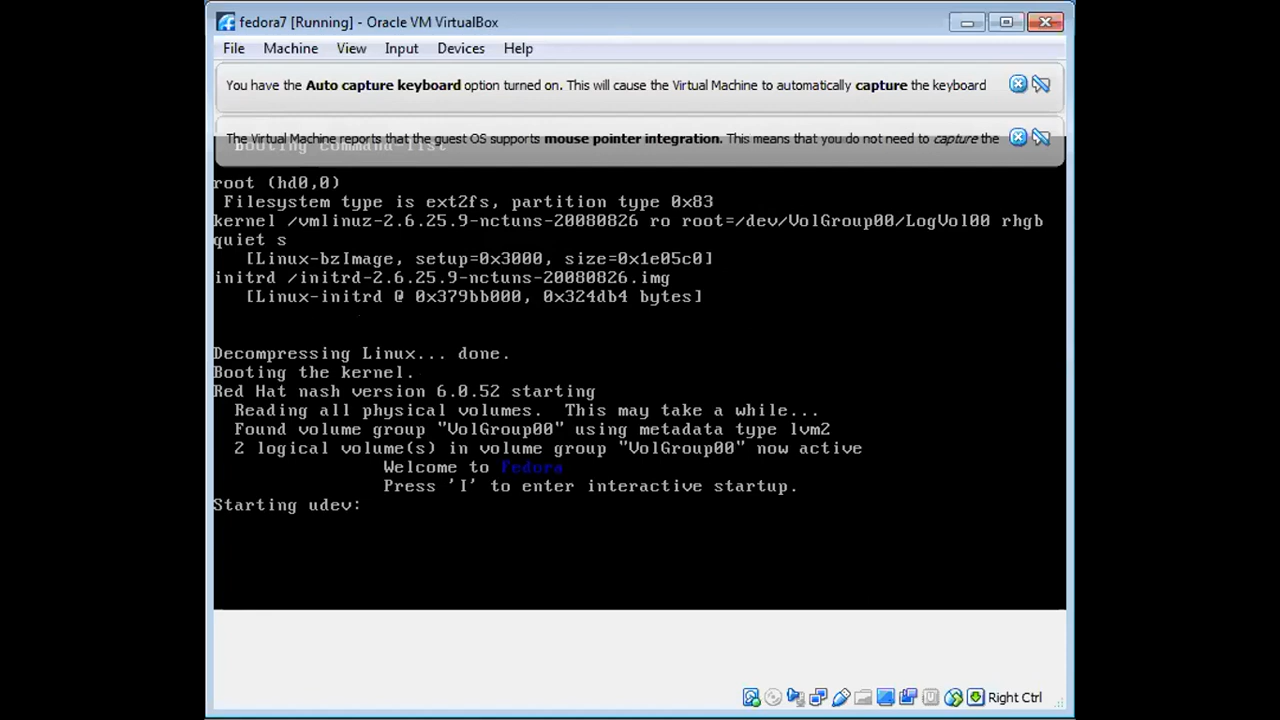 fedora7 [Running] - Oracle VM VirtualBox
File Machine View Input Devices Help
You have the Auto capture keyboard option turned on. This will cause the Virtual Machine to automatically capture the keyboard
The Virtual Machine reports that the guest OS supports mouse pointer integration. This means that you do not need to capture the
Booting command-list
root (hd0,0)
Filesystem type is ext2fs, partition type 0x83
kernel /vmlinuz-2.6.25.9-nctuns-20080826 ro root=/dev/VolGroup00/LogVol00 rhgb
quiet s
[Linux-bzImage, setup=0x3000, size=0x1e05c0]
initrd /initrd-2.6.25.9-nctuns-20080826.img
[Linux-initrd @ 0x379bb000, 0x324db4 bytes]
Decompressing Linux... done.
Booting the kernel.
Red Hat nash version 6.0.52 starting
Reading all physical volumes. This may take a while...
Found volume group "VolGroup00" using metadata type lvm2
2 logical volume(s) in volume group "VolGroup00" now active
Welcome to fedora
Press 'I' to enter interactive startup.
Starting udev:
Right Ctrl